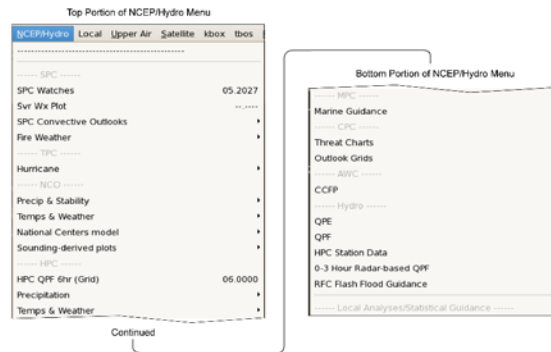 Top Portion of NCEP/Hydro Menu
NCEP/Hydro Local Upper Air Satellite kbox tbos
------ SPC ------
SPC Watches 05.2027
Svr Wx Plot --.----
SPC Convective Outlooks
Fire Weather
------ TPC ------
Hurricane
------ NCO ------
Precip & Stability
Temps & Weather
National Centers model
Sounding-derived plots
------ HPC ------
HPC QPF 6hr (Grid) 06.0000
Precipitation
Temps & Weather
Continued
Bottom Portion of NCEP/Hydro Menu
------ MPC ------
Marine Guidance
------ CPC ------
Threat Charts
Outlook Grids
------ AWC ------
CCFP
------ Hydro ------
QPE
QPF
HPC Station Data
0-3 Hour Radar-based QPF
RFC Flash Flood Guidance
------ Local Analyses/Statistical Guidance ------